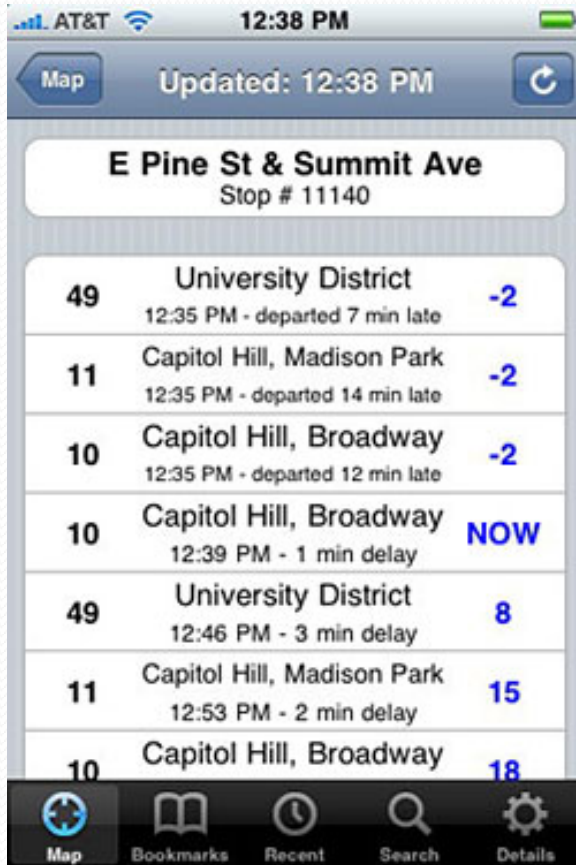 AT&T 12:38 PM
Map Updated: 12:38 PM
E Pine St & Summit Ave
Stop # 11140
49 University District -2
12:35 PM - departed 7 min late
11 Capitol Hill, Madison Park -2
12:35 PM - departed 14 min late
10 Capitol Hill, Broadway -2
12:35 PM - departed 12 min late
10 Capitol Hill, Broadway NOW
12:39 PM - 1 min delay
49 University District 8
12:46 PM - 3 min delay
11 Capitol Hill, Madison Park 15
12:53 PM - 2 min delay
10 Capitol Hill, Broadway 18
Map Bookmarks Recent Search Details